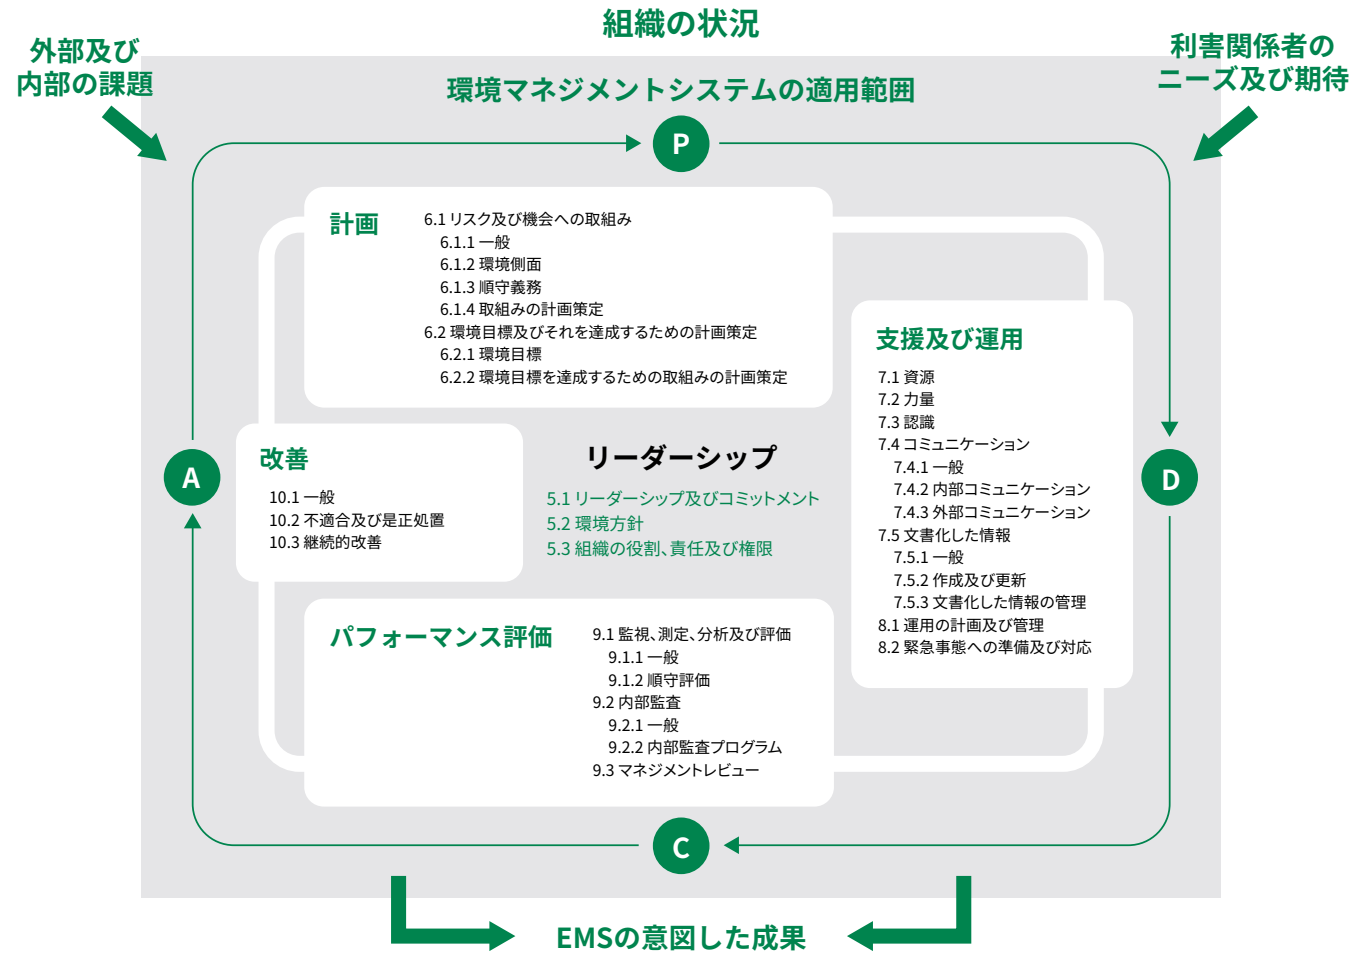 組織の状況
外部及び
内部の課題
利害関係者の
ニーズ及び期待
環境マネジメントシステムの適用範囲
P
計画
6.1 リスク及び機会への取組み
6.1.1 一般
6.1.2 環境側面
6.1.3 順守義務
6.1.4 取組みの計画策定
6.2 環境目標及びそれを達成するための計画策定
6.2.1 環境目標
6.2.2 環境目標を達成するための取組みの計画策定
支援及び運用
7.1 資源
7.2 力量
7.3 認識
7.4 コミュニケーション
7.4.1 一般
7.4.2 内部コミュニケーション
7.4.3 外部コミュニケーション
7.5 文書化した情報
7.5.1 一般
7.5.2 作成及び更新
7.5.3 文書化した情報の管理
8.1 運用の計画及び管理
8.2 緊急事態への準備及び対応
D
A
改善
10.1 一般
10.2 不適合及び是正処置
10.3 継続的改善
リーダーシップ
5.1 リーダーシップ及びコミットメント
5.2 環境方針
5.3 組織の役割、責任及び権限
パフォーマンス評価
9.1 監視、測定、分析及び評価
9.1.1 一般
9.1.2 順守評価
9.2 内部監査
9.2.1 一般
9.2.2 内部監査プログラム
9.3 マネジメントレビュー
C
EMSの意図した成果